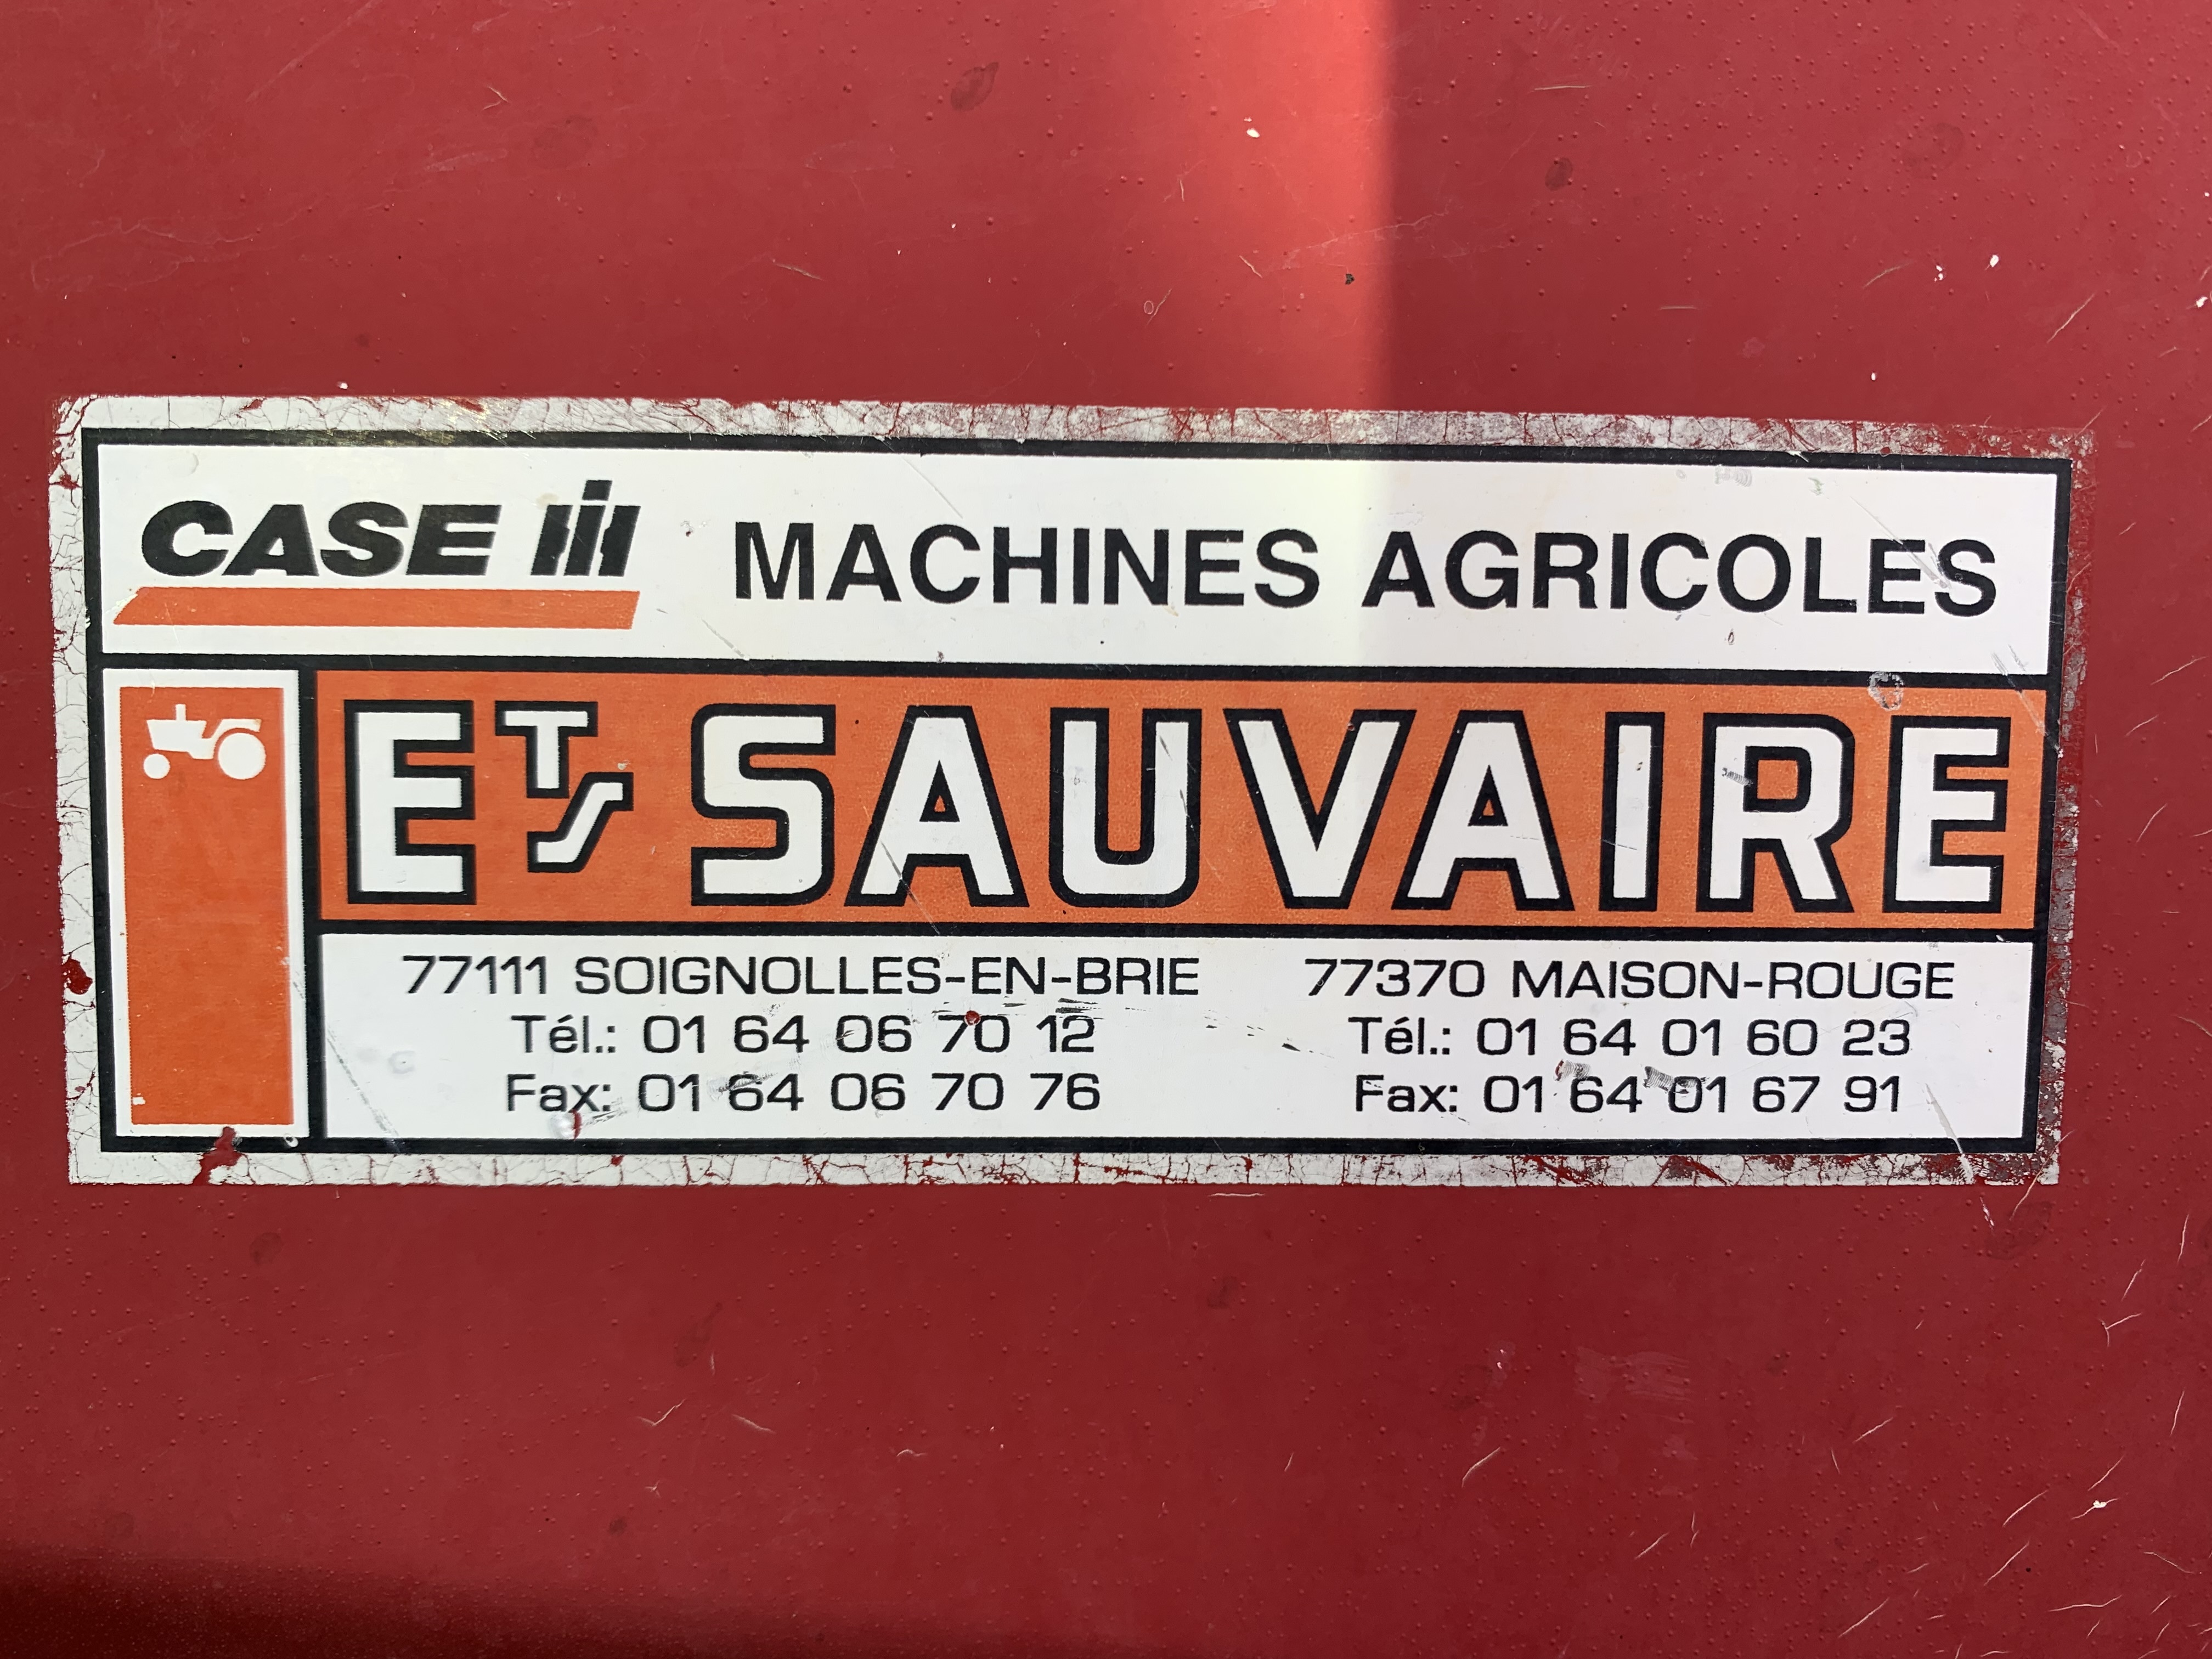 CASE IH MACHINES AGRICOLES
ETS SAUVAIRE
77111 SOIGNOLLES-EN-BRIE
Tél.: 01 64 06 70 12
Fax: 01 64 06 70 76
77370 MAISON-ROUGE
Tél.: 01 64 01 60 23
Fax: 01 64 01 67 91